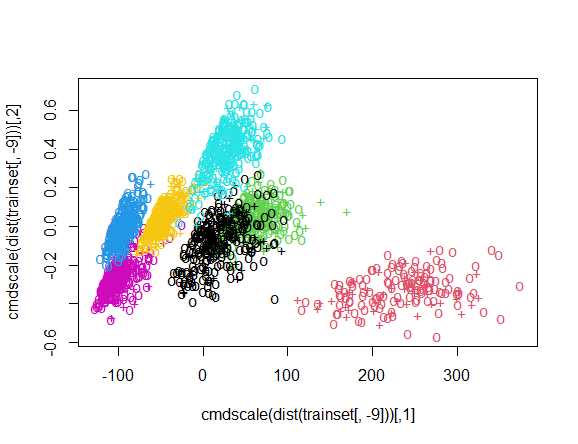 cmdscale(dist(trainset[, -9]))[,2]
0.6
0.4
0.2
0.0
-0.2
-0.6
-100 0 100 200 300
cmdscale(dist(trainset[, -9]))[,1]